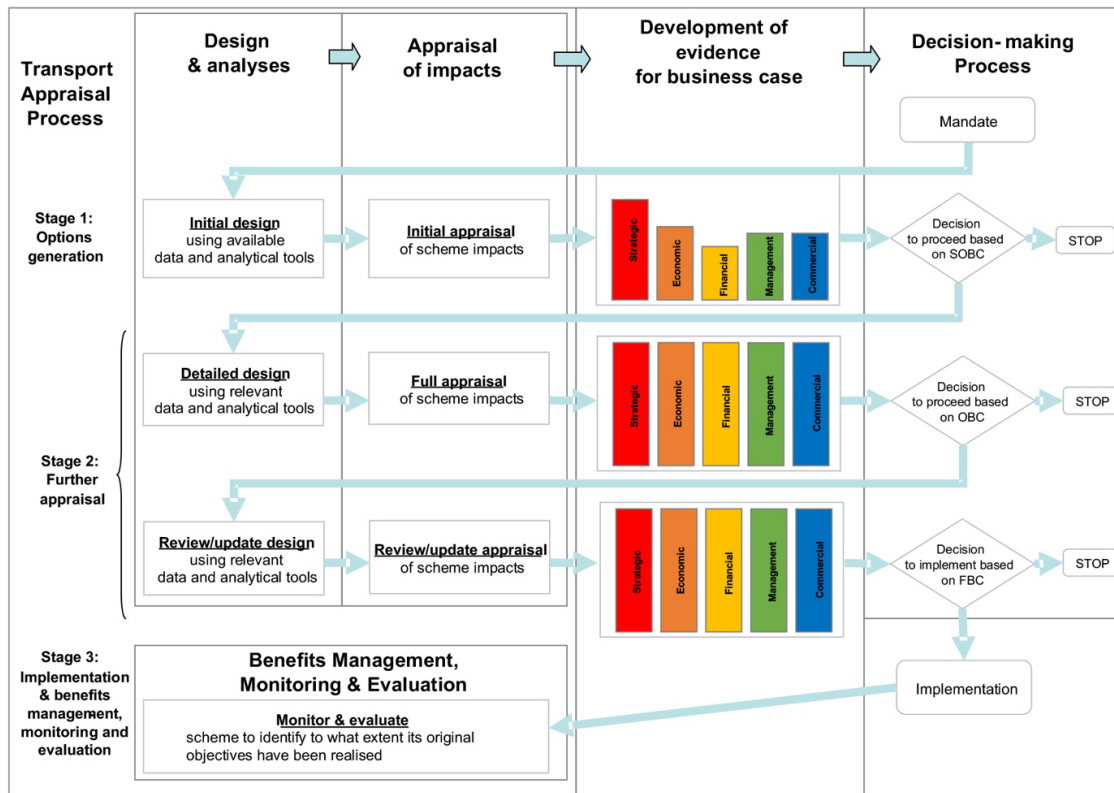 Transport
Appraisal
Process
Design
& analyses
Appraisal
of impacts
Development of
evidence
for business case
Decision- making
Process
Mandate
Stage 1:
Options
generation
Initial design
using available
data and analytical tools
Initial appraisal
of scheme impacts
Strategic
Economic
Financial
Management
Commercial
Decision
to proceed based
on SOBC
STOP
Stage 2:
Further
appraisal
Detailed design
using relevant
data and analytical tools
Full appraisal
of scheme impacts
Strategic
Economic
Financial
Management
Commercial
Decision
to proceed based
on OBC
STOP
Review/update design
using relevant
data and analytical tools
Review/update appraisal
of scheme impacts
Strategic
Economic
Financial
Management
Commercial
Decision
to implement based
on FBC
STOP
Stage 3:
Implementation
& benefits
management,
monitoring and
evaluation
Benefits Management,
Monitoring & Evaluation
Monitor & evaluate
scheme to identify to what extent its original
objectives have been realised
Implementation